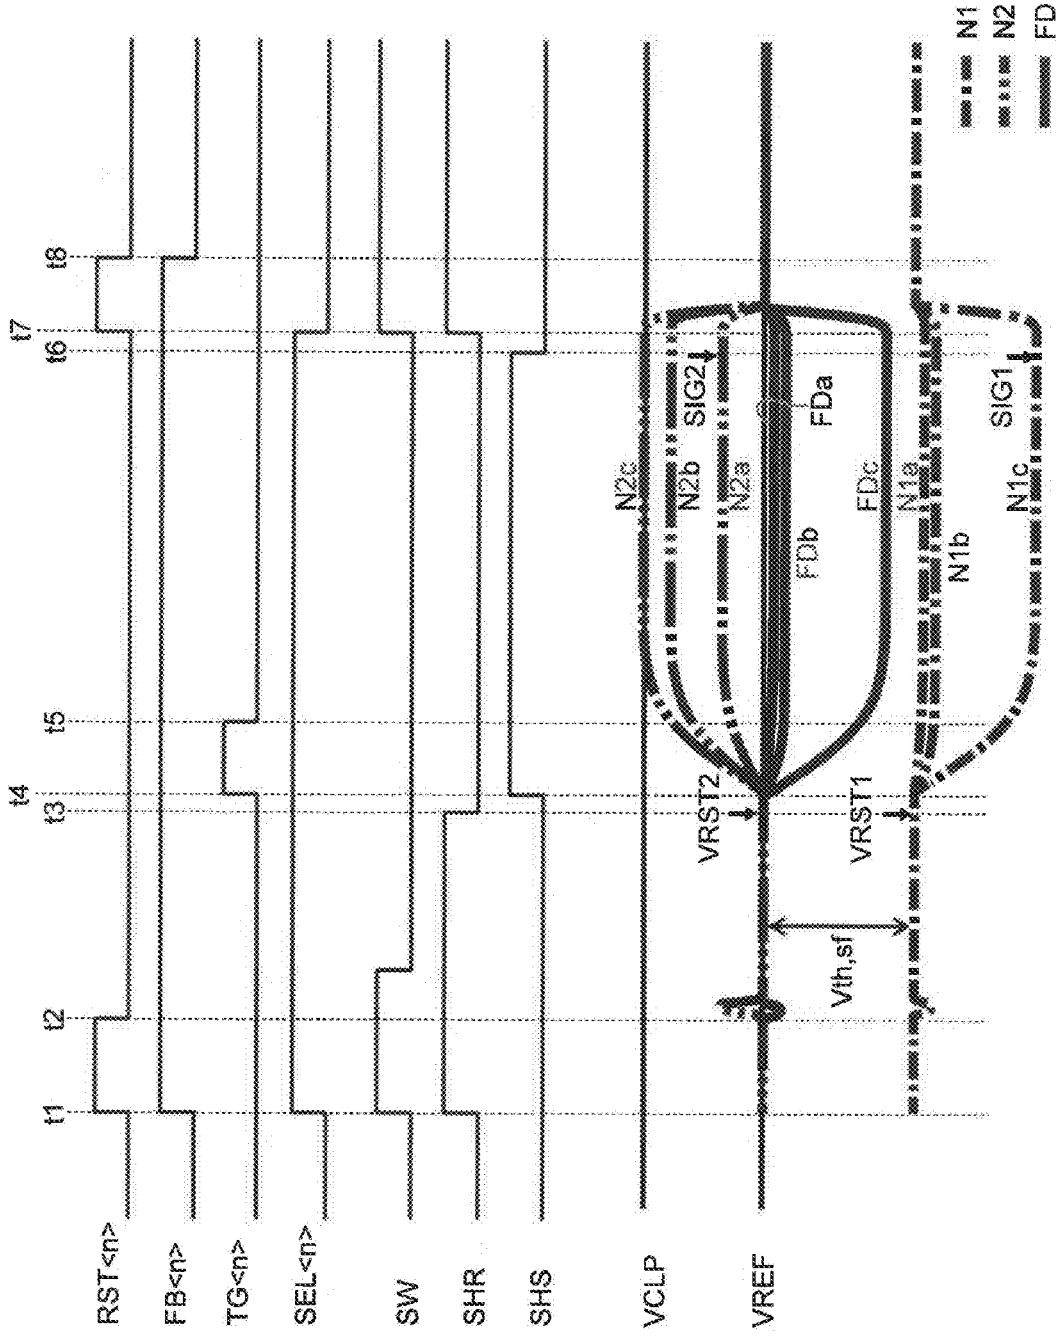 t1
t2
t3
t4
t5
t6
t7
t8
RST<n>
FB<n>
TG<n>
SEL<n>
SW
SHR
SHS
VCLP
VREF
VRST2
VRST1
Vth,sf
N2c
N2b
N2a
SIG2
FDa
FDb
FDc
N1a
N1b
N1c
SIG1
N1
N2
FD